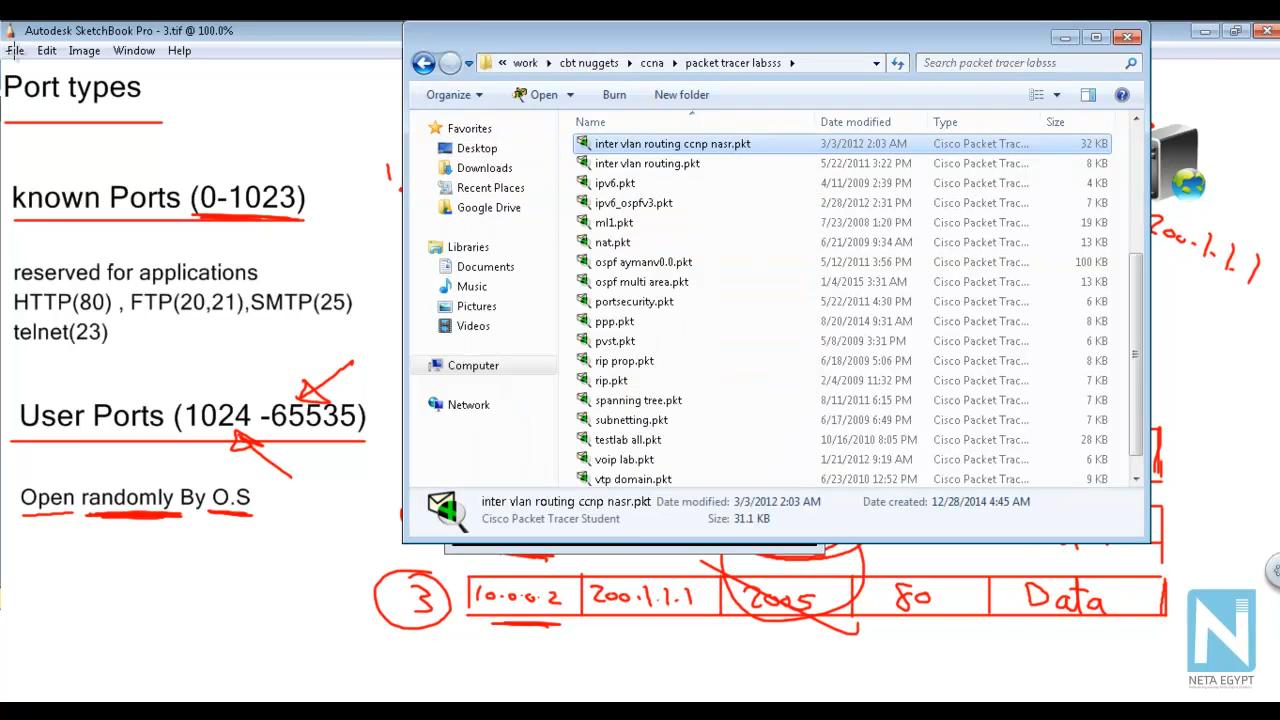 Autodesk SketchBook Pro - 3.tif @ 100.0%
File Edit Image Window Help
Port types
known Ports (0-1023)
reserved for applications
HTTP(80) , FTP(20,21),SMTP(25)
telnet(23)
User Ports (1024 -65535)
Open randomly By O.S
« work cbt nuggets ccna packet tracer labsss
Search packet tracer labsss
Organize Open Burn New folder
Favorites
Desktop
Downloads
Recent Places
Google Drive
Libraries
Documents
Music
Pictures
Videos
Computer
Network
Name Date modified Type Size
inter vlan routing ccnp nasr.pkt 3/3/2012 2:03 AM Cisco Packet Trac... 32 KB
inter vlan routing.pkt 5/22/2011 3:22 PM Cisco Packet Trac... 8 KB
ipv6.pkt 4/11/2009 2:39 PM Cisco Packet Trac... 4 KB
ipv6_ospfv3.pkt 2/28/2012 2:31 PM Cisco Packet Trac... 7 KB
ml1.pkt 7/23/2008 1:20 PM Cisco Packet Trac... 19 KB
nat.pkt 6/21/2009 9:34 AM Cisco Packet Trac... 13 KB
ospf aymanv0.0.pkt 5/12/2011 3:56 PM Cisco Packet Trac... 100 KB
ospf multi area.pkt 1/4/2015 3:31 AM Cisco Packet Trac... 13 KB
portsecurity.pkt 5/22/2011 4:30 PM Cisco Packet Trac... 6 KB
ppp.pkt 8/20/2014 9:31 AM Cisco Packet Trac... 8 KB
pvst.pkt 5/8/2009 3:31 PM Cisco Packet Trac... 6 KB
rip prop.pkt 6/18/2009 5:06 PM Cisco Packet Trac... 8 KB
rip.pkt 2/4/2009 11:32 PM Cisco Packet Trac... 8 KB
spanning tree.pkt 8/11/2011 6:15 PM Cisco Packet Trac... 7 KB
subnetting.pkt 6/17/2009 6:49 PM Cisco Packet Trac... 7 KB
testlab all.pkt 10/16/2010 8:05 PM Cisco Packet Trac... 28 KB
voip lab.pkt 1/21/2012 9:19 AM Cisco Packet Trac... 6 KB
vtp domain.pkt 6/23/2010 12:52 PM Cisco Packet Trac... 9 KB
inter vlan routing ccnp nasr.pkt Date modified: 3/3/2012 2:03 AM Date created: 12/28/2014 4:45 AM
Cisco Packet Tracer Student Size: 31.1 KB
200.1.1.1
3 10.0.0.2 200.1.1.1 2005 80 Data
N
NETA EGYPT